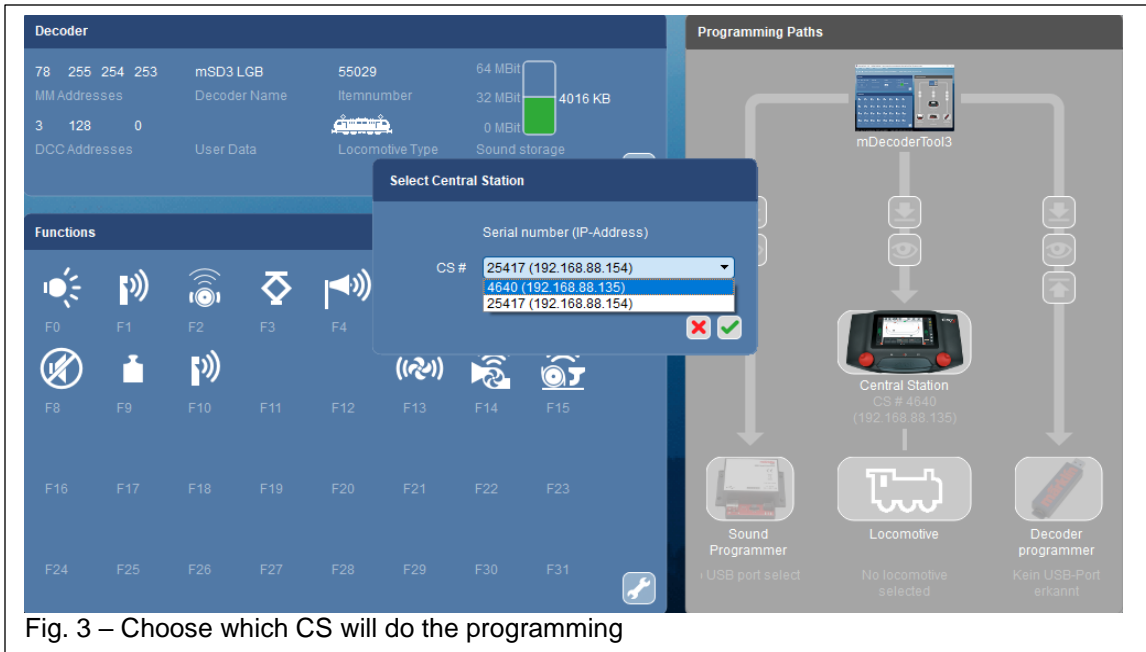 Decoder
78 255 254 253 mSD3 LGB 55029
MM Addresses Decoder Name Itemnumber
3 128 0
DCC Addresses User Data Locomotive Type Sound storage
64 MBit
32 MBit 4016 KB
0 MBit
Programming Paths
mDecoderTool3
Select Central Station
Serial number (IP-Address)
CS # 25417 (192.168.88.154)
4640 (192.168.88.135)
25417 (192.168.88.154)
Functions
F0 F1 F2 F3 F4
F8 F9 F10 F11 F12 F13 F14 F15
F16 F17 F18 F19 F20 F21 F22 F23
F24 F25 F26 F27 F28 F29 F30 F31
Central Station
CS # 4640
(192.168.88.135)
Sound
Programmer
USB port select
Locomotive
No locomotive
selected
Decoder
programmer
Kein USB-Port
erkannt
Fig. 3 – Choose which CS will do the programming